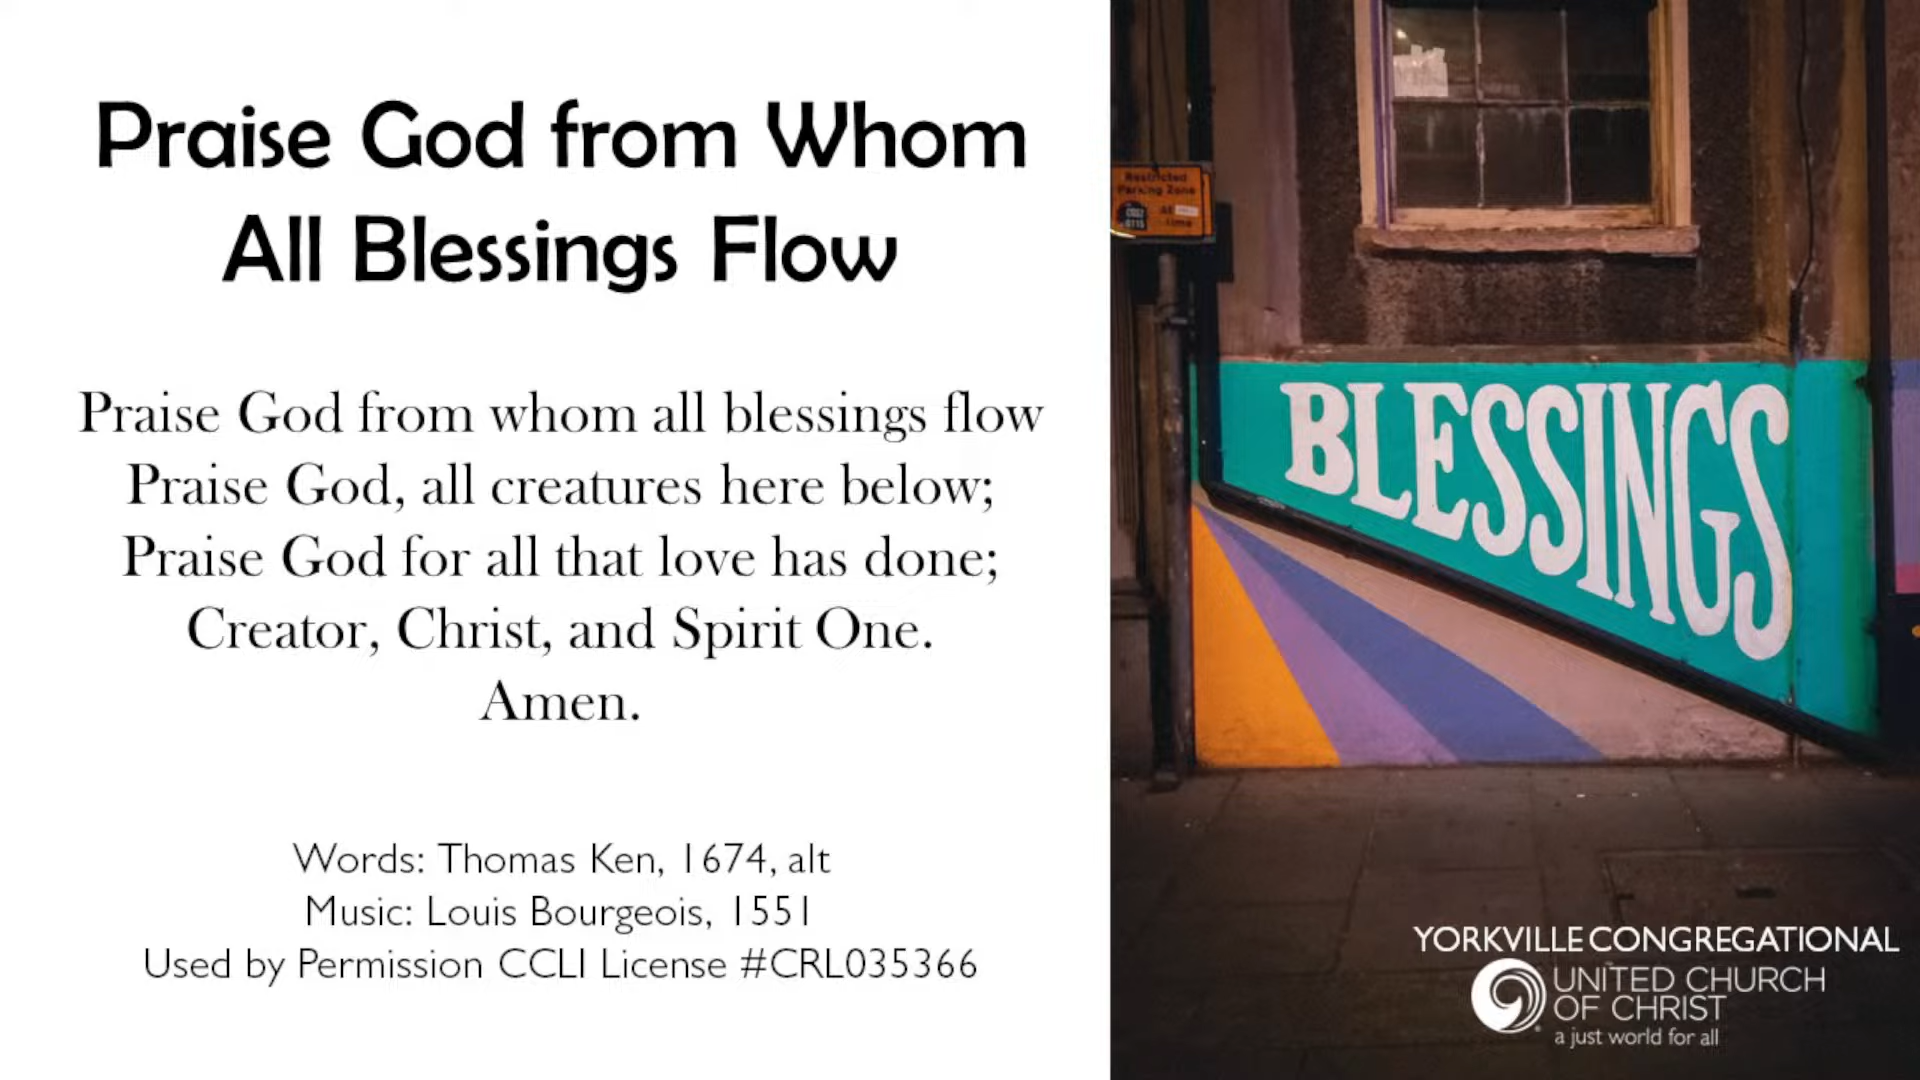 Praise God from Whom
All Blessings Flow
Praise God from whom all blessings flow
Praise God, all creatures here below;
Praise God for all that love has done;
Creator, Christ, and Spirit One.
Amen.
Words: Thomas Ken, 1674, alt
Music: Louis Bourgeois, 1551
Used by Permission CCLI License #CRL035366
Restricted
Parking Zone
BLESSINGS
YORKVILLE CONGREGATIONAL
UNITED CHURCH
OF CHRIST
a just world for all